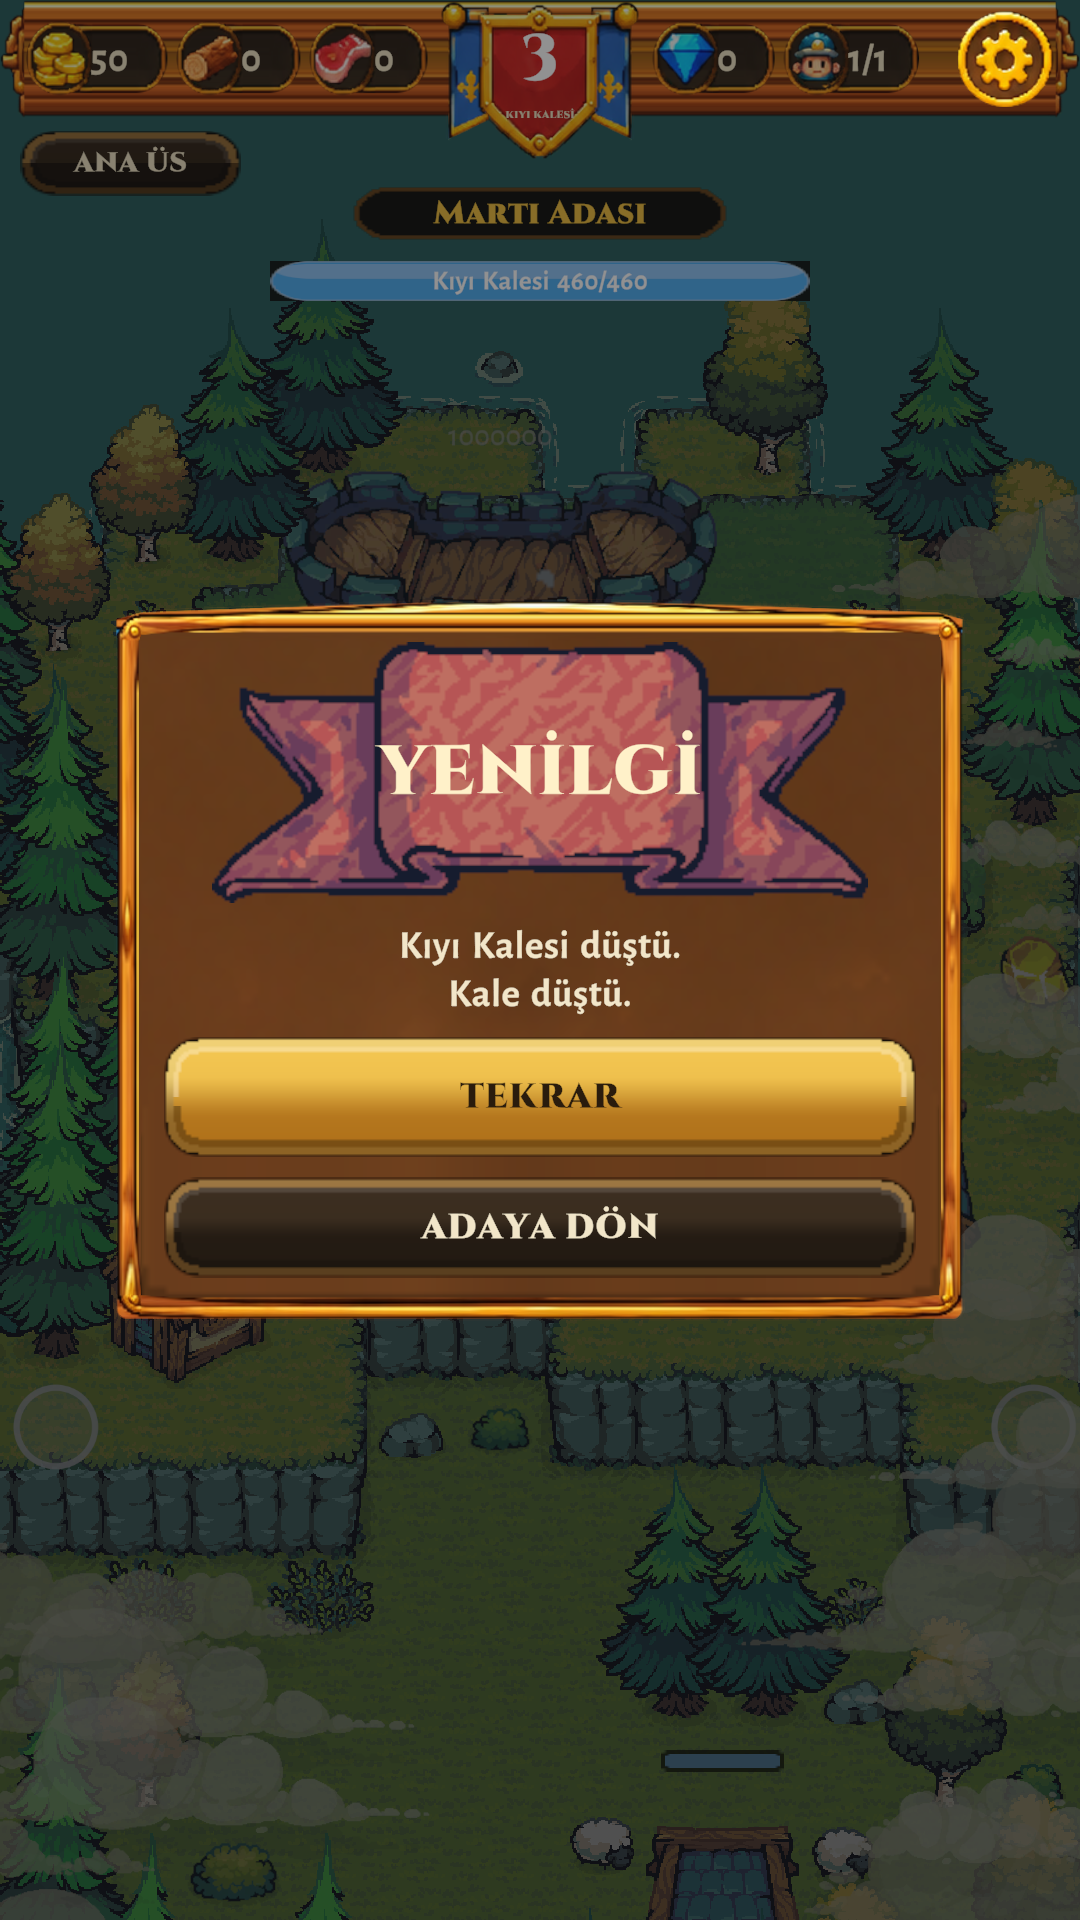 50
0
0
3
KIYI KALESİ
0
1/1
ANA ÜS
MARTI ADASI
Kıyı Kalesi 460/460
1000000
YENİLGİ
Kıyı Kalesi düştü.
Kale düştü.
TEKRAR
ADAYA DÖN